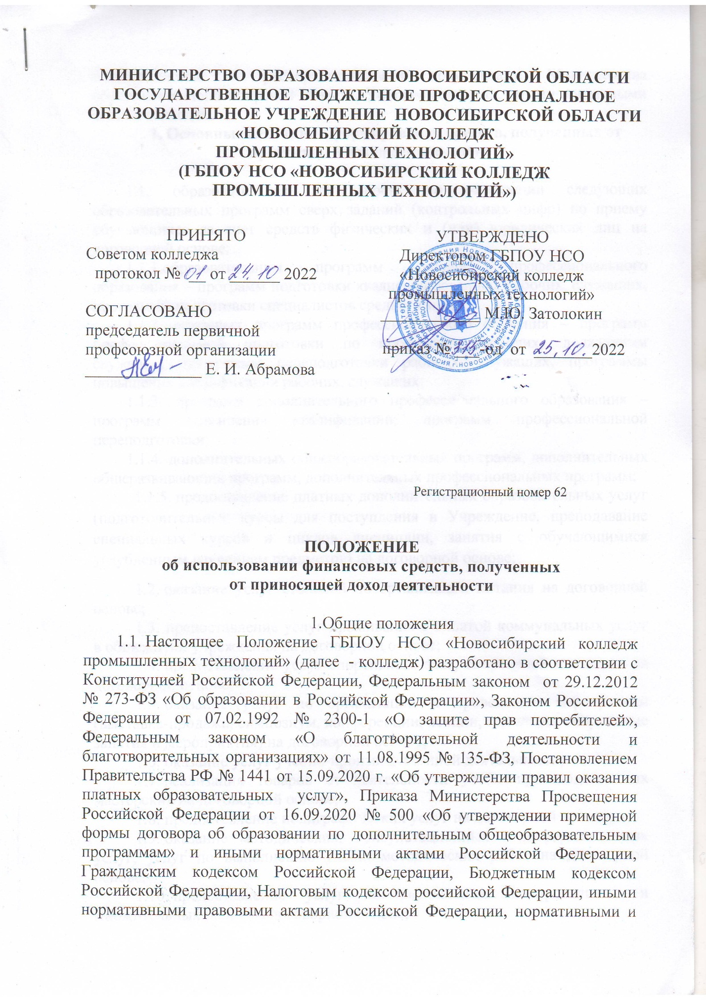 МИНИСТЕРСТВО ОБРАЗОВАНИЯ НОВОСИБИРСКОЙ ОБЛАСТИ
ГОСУДАРСТВЕННОЕ БЮДЖЕТНОЕ ПРОФЕССИОНАЛЬНОЕ
ОБРАЗОВАТЕЛЬНОЕ УЧРЕЖДЕНИЕ НОВОСИБИРСКОЙ ОБЛАСТИ
«НОВОСИБИРСКИЙ КОЛЛЕДЖ
ПРОМЫШЛЕННЫХ ТЕХНОЛОГИЙ»
(ГБПОУ НСО «НОВОСИБИРСКИЙ КОЛЛЕДЖ
ПРОМЫШЛЕННЫХ ТЕХНОЛОГИЙ»)
ПРИНЯТО
Советом колледжа
протокол № 01 от 24.10 2022
СОГЛАСОВАНО
председатель первичной
профсоюзной организации
Е. И. Абрамова
УТВЕРЖДЕНО
Директором ГБПОУ НСО
«Новосибирский колледж
промышленных технологий»
М.Ю. Затолокин
приказ № -од от 25.10. 2022
Регистрационный номер 62
ПОЛОЖЕНИЕ
об использовании финансовых средств, полученных
от приносящей доход деятельности
1.Общие положения
1.1. Настоящее Положение ГБПОУ НСО «Новосибирский колледж
промышленных технологий» (далее - колледж) разработано в соответствии с
Конституцией Российской Федерации, Федеральным законом от 29.12.2012
№ 273-ФЗ «Об образовании в Российской Федерации», Законом Российской
Федерации от 07.02.1992 № 2300-1 «О защите прав потребителей»,
Федеральным законом «О благотворительной деятельности и
благотворительных организациях» от 11.08.1995 № 135-ФЗ, Постановлением
Правительства РФ № 1441 от 15.09.2020 г. «Об утверждении правил оказания
платных образовательных услуг», Приказа Министерства Просвещения
Российской Федерации от 16.09.2020 № 500 «Об утверждении примерной
формы договора об образовании по дополнительным общеобразовательным
программам» и иными нормативными актами Российской Федерации,
Гражданским кодексом Российской Федерации, Бюджетным кодексом
Российской Федерации, Налоговым кодексом российской Федерации, иными
нормативными правовыми актами Российской Федерации, нормативными и